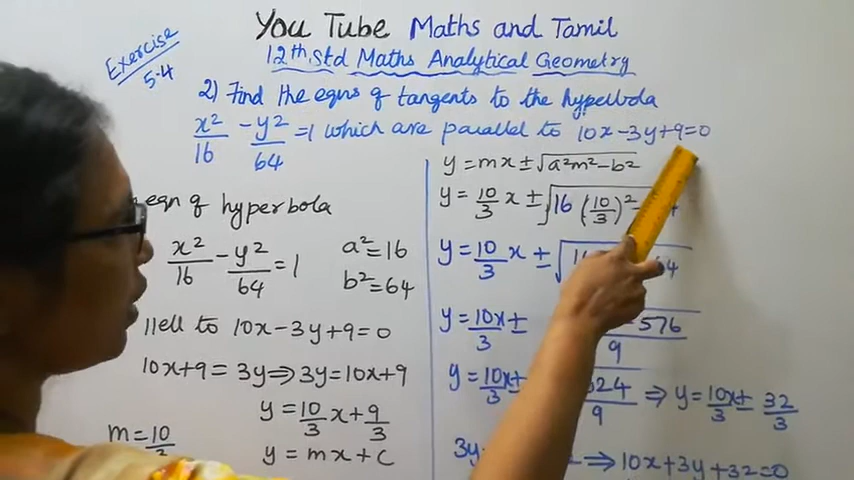 You Tube Maths and Tamil
12th Std Maths Analytical Geometry
Exercise
5.4
2) Find the eqns of tangents to the hyperbola
x²/16 - y²/64 = 1 which are parallel to 10x-3y+9=0
eqn of hyperbola
x²/16 - y²/64 = 1
a²=16
b²=64
llel to 10x-3y+9=0
10x+9 = 3y ⇒ 3y=10x+9
y = 10/3 x + 9/3
m = 10/3
y = mx + c
y = mx ± √a²m²-b²
y = 10/3 x ± √16 (10/3)² -
y = 10/3 x ± √ 64
y = 10x/3 ± -576/9
y = 10x/3 ± 624/9 ⇒ y = 10x/3 ± 32/3
3y ⇒ 10x+3y+32=0